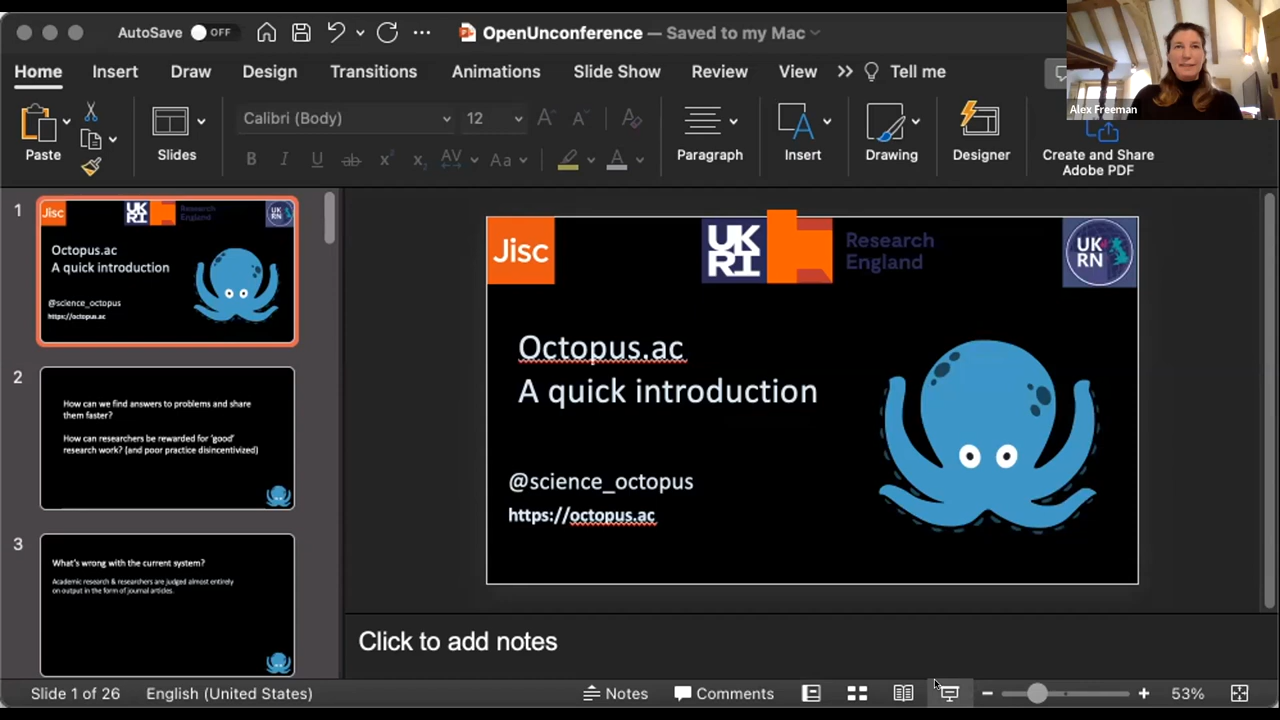 AutoSave OFF
OpenUnconference — Saved to my Mac
Home Insert Draw Design Transitions Animations Slide Show Review View Tell me
Alex Freeman
Calibri (Body) 12
Paste Slides Paragraph Insert Drawing Designer Create and Share
Adobe PDF
1
Jisc
UK
RI
Research
England
UK
RN
Octopus.ac
A quick introduction
@science_octopus
https://octopus.ac
2
How can we find answers to problems and share
them faster?
How can researchers be rewarded for 'good'
research work? (and poor practice disincentivized)
3
What's wrong with the current system?
Academic research & researchers are judged almost entirely
on output in the form of journal articles.
Jisc
UK
RI
Research
England
UK
RN
Octopus.ac
A quick introduction
@science_octopus
https://octopus.ac
Click to add notes
Slide 1 of 26 English (United States) Notes Comments 53%